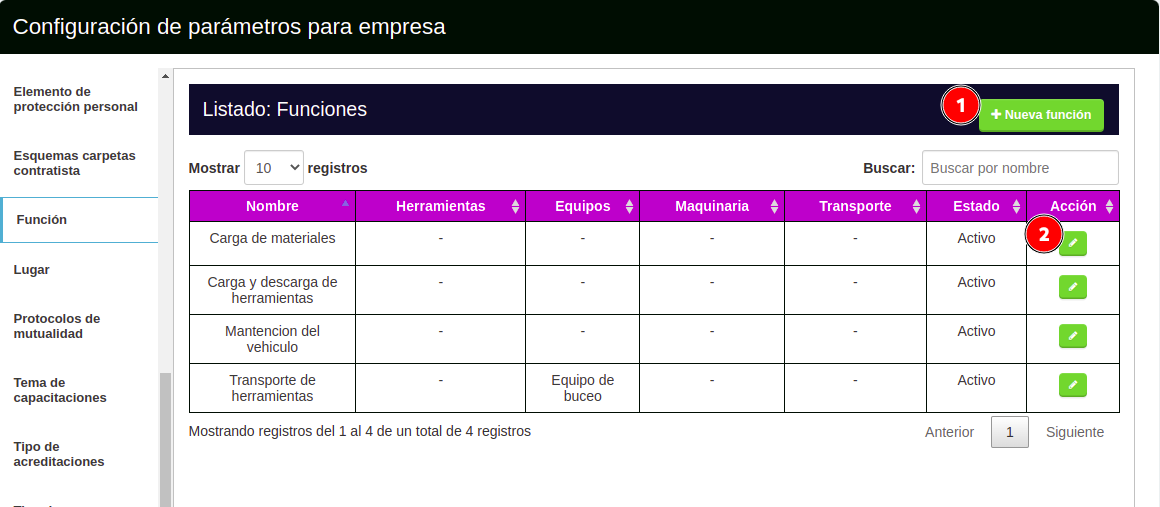 Configuración de parámetros para empresa
Elemento de
protección personal
Esquemas carpetas
contratista
Función
Lugar
Protocolos de
mutualidad
Tema de
capacitaciones
Tipo de
acreditaciones
Listado: Funciones
1
Nueva función
Mostrar 10 registros
Buscar: Buscar por nombre
Nombre Herramientas Equipos Maquinaria Transporte Estado Acción
Carga de materiales - - - - Activo 2
Carga y descarga de
herramientas - - - - Activo
Mantencion del
vehiculo - - - - Activo
Transporte de
herramientas - Equipo de
buceo - - Activo
Mostrando registros del 1 al 4 de un total de 4 registros
Anterior 1 Siguiente